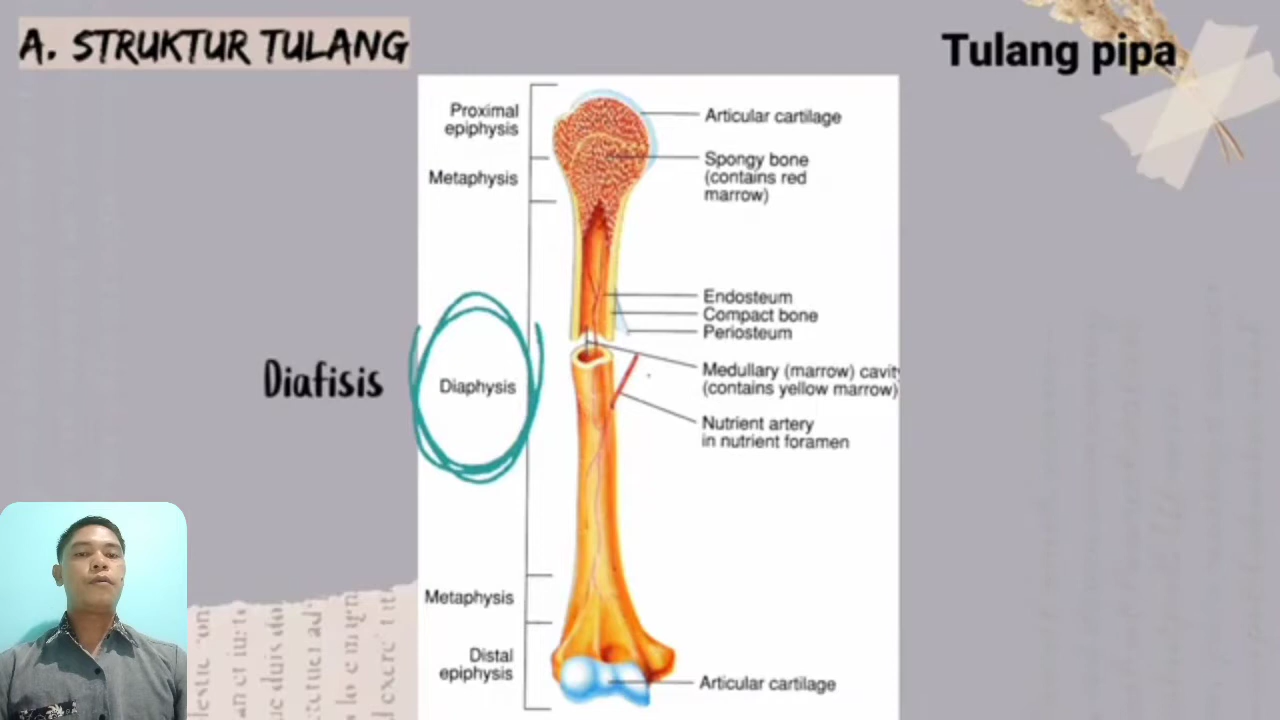 A. STRUKTUR TULANG
Tulang pipa
Proximal
epiphysis
Metaphysis
Diafisis
Diaphysis
Metaphysis
Distal
epiphysis
Articular cartilage
Spongy bone
(contains red
marrow)
Endosteum
Compact bone
Periosteum
Medullary (marrow) cavity
(contains yellow marrow)
Nutrient artery
in nutrient foramen
Articular cartilage